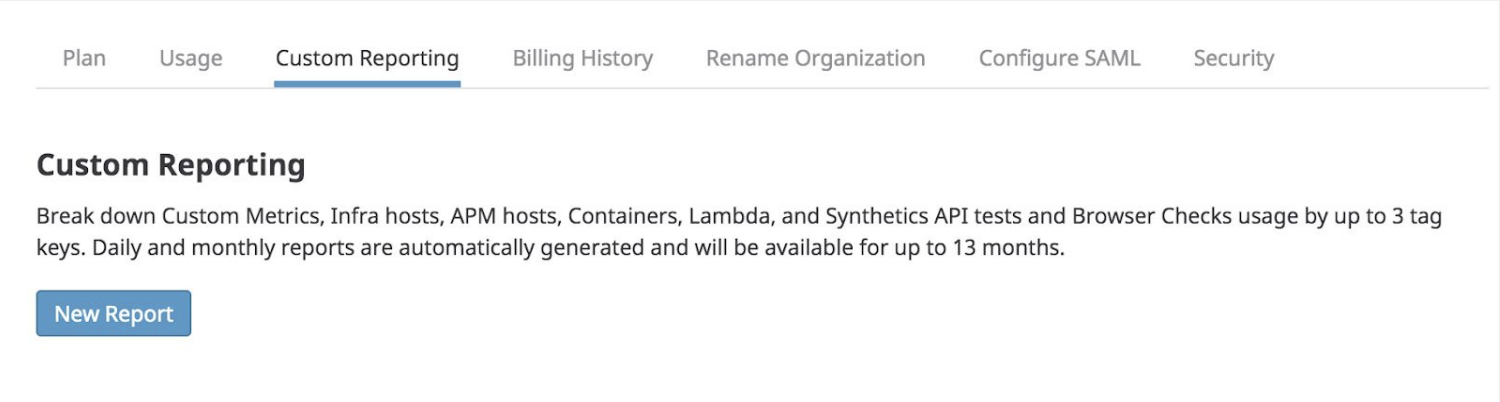 Plan Usage Custom Reporting Billing History Rename Organization Configure SAML Security
Custom Reporting
Break down Custom Metrics, Infra hosts, APM hosts, Containers, Lambda, and Synthetics API tests and Browser Checks usage by up to 3 tag
keys. Daily and monthly reports are automatically generated and will be available for up to 13 months.
New Report